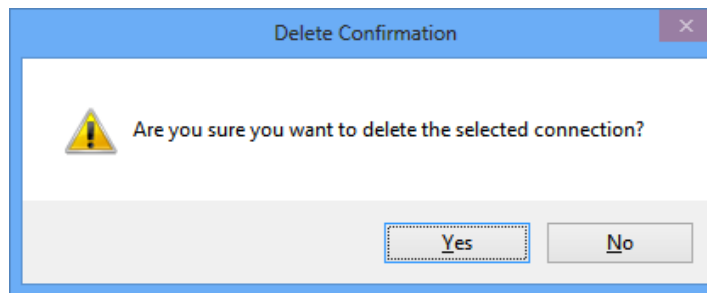 Delete Confirmation
Are you sure you want to delete the selected connection?
Yes
No